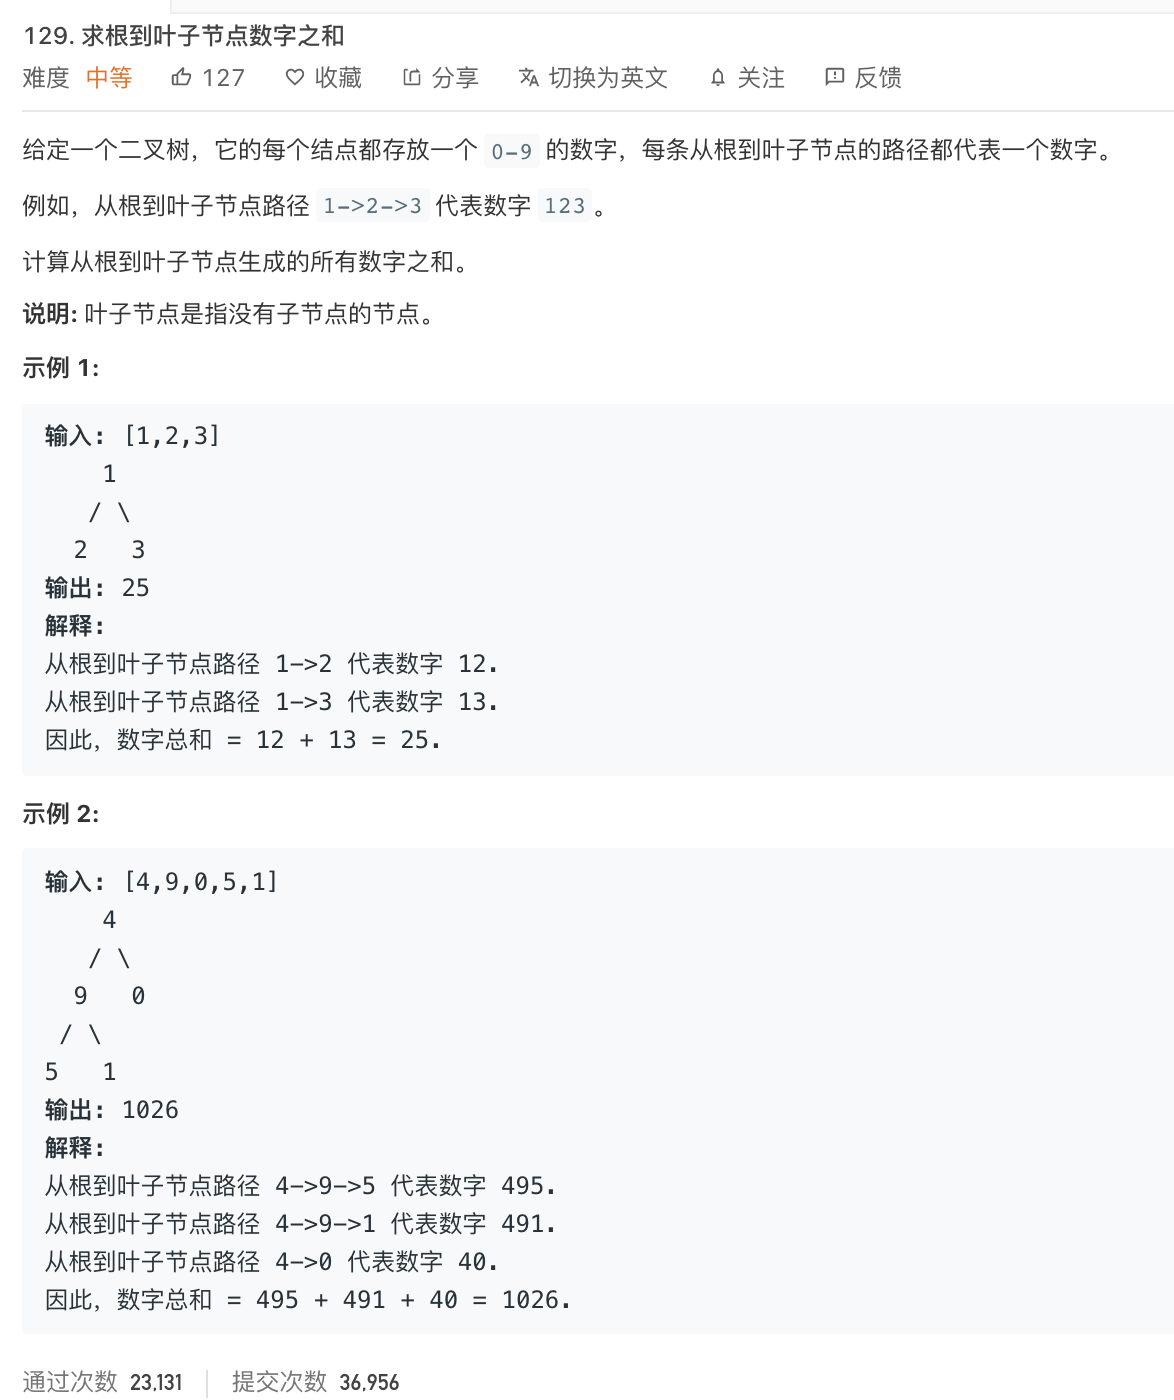 129. 求根到叶子节点数字之和
难度 中等 127 收藏 分享 切换为英文 关注 反馈
给定一个二叉树，它的每个结点都存放一个 0-9 的数字，每条从根到叶子节点的路径都代表一个数字。
例如，从根到叶子节点路径 1->2->3 代表数字 123 。
计算从根到叶子节点生成的所有数字之和。
说明: 叶子节点是指没有子节点的节点。
示例 1:
输入: [1,2,3]
1
/ \
2 3
输出: 25
解释:
从根到叶子节点路径 1->2 代表数字 12.
从根到叶子节点路径 1->3 代表数字 13.
因此，数字总和 = 12 + 13 = 25.
示例 2:
输入: [4,9,0,5,1]
4
/ \
9 0
/ \
5 1
输出: 1026
解释:
从根到叶子节点路径 4->9->5 代表数字 495.
从根到叶子节点路径 4->9->1 代表数字 491.
从根到叶子节点路径 4->0 代表数字 40.
因此，数字总和 = 495 + 491 + 40 = 1026.
通过次数 23,131 提交次数 36,956